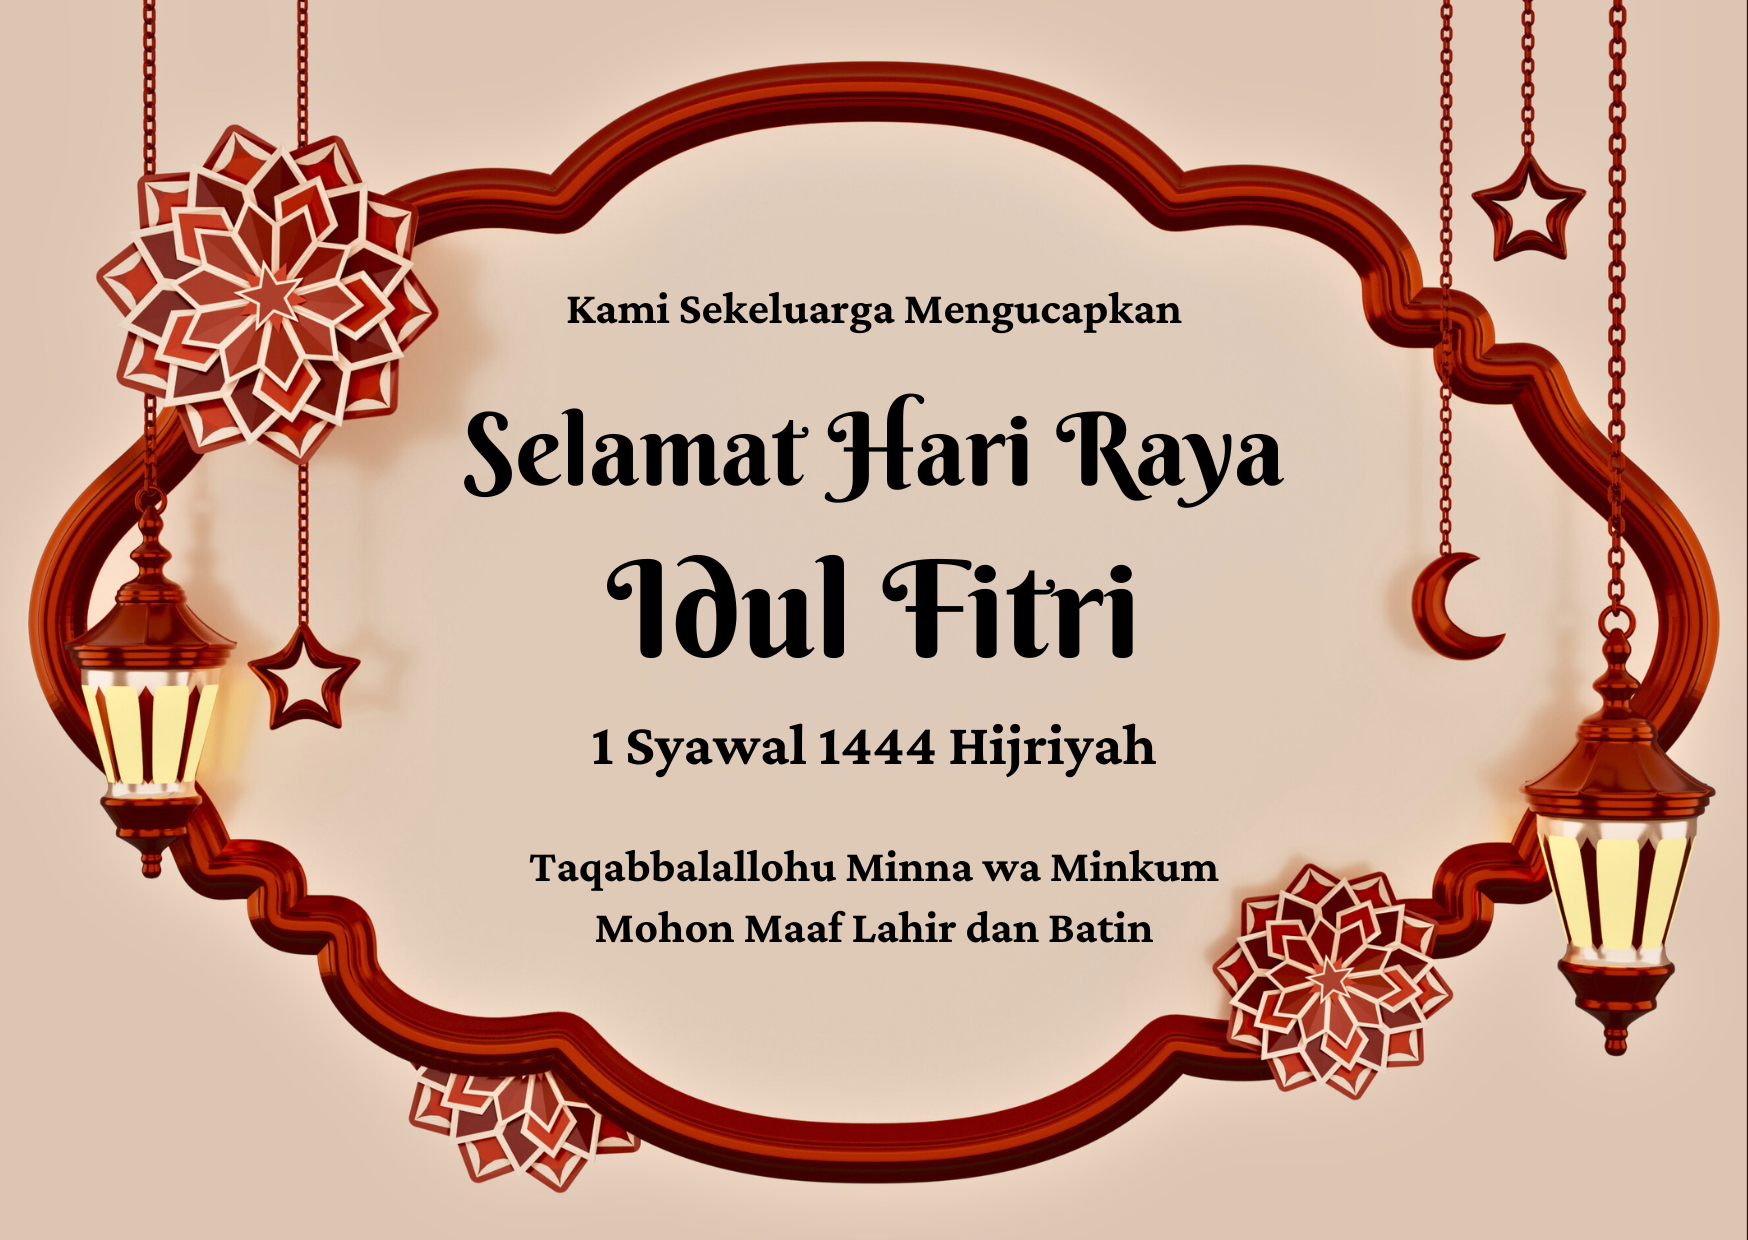 Kami Sekeluarga Mengucapkan
Selamat Hari Raya
Idul Fitri
1 Syawal 1444 Hijriyah
Taqabbalallohu Minna wa Minkum
Mohon Maaf Lahir dan Batin